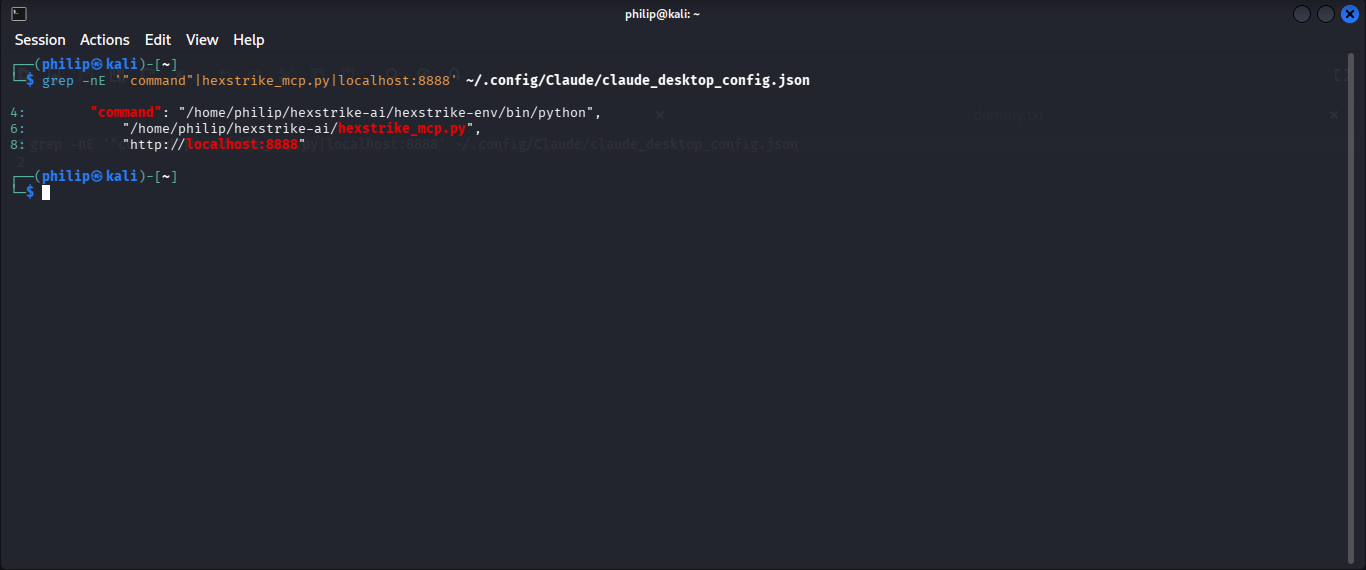 philip@kali: ~
Session Actions Edit View Help
┌──(philip㉿kali)-[~]
└─$ grep -nE '"command"|hexstrike_mcp.py|localhost:8888' ~/.config/Claude/claude_desktop_config.json
4:        "command": "/home/philip/hexstrike-ai/hexstrike-env/bin/python",
6:            "/home/philip/hexstrike-ai/hexstrike_mcp.py",
8:            "http://localhost:8888"
┌──(philip㉿kali)-[~]
└─$